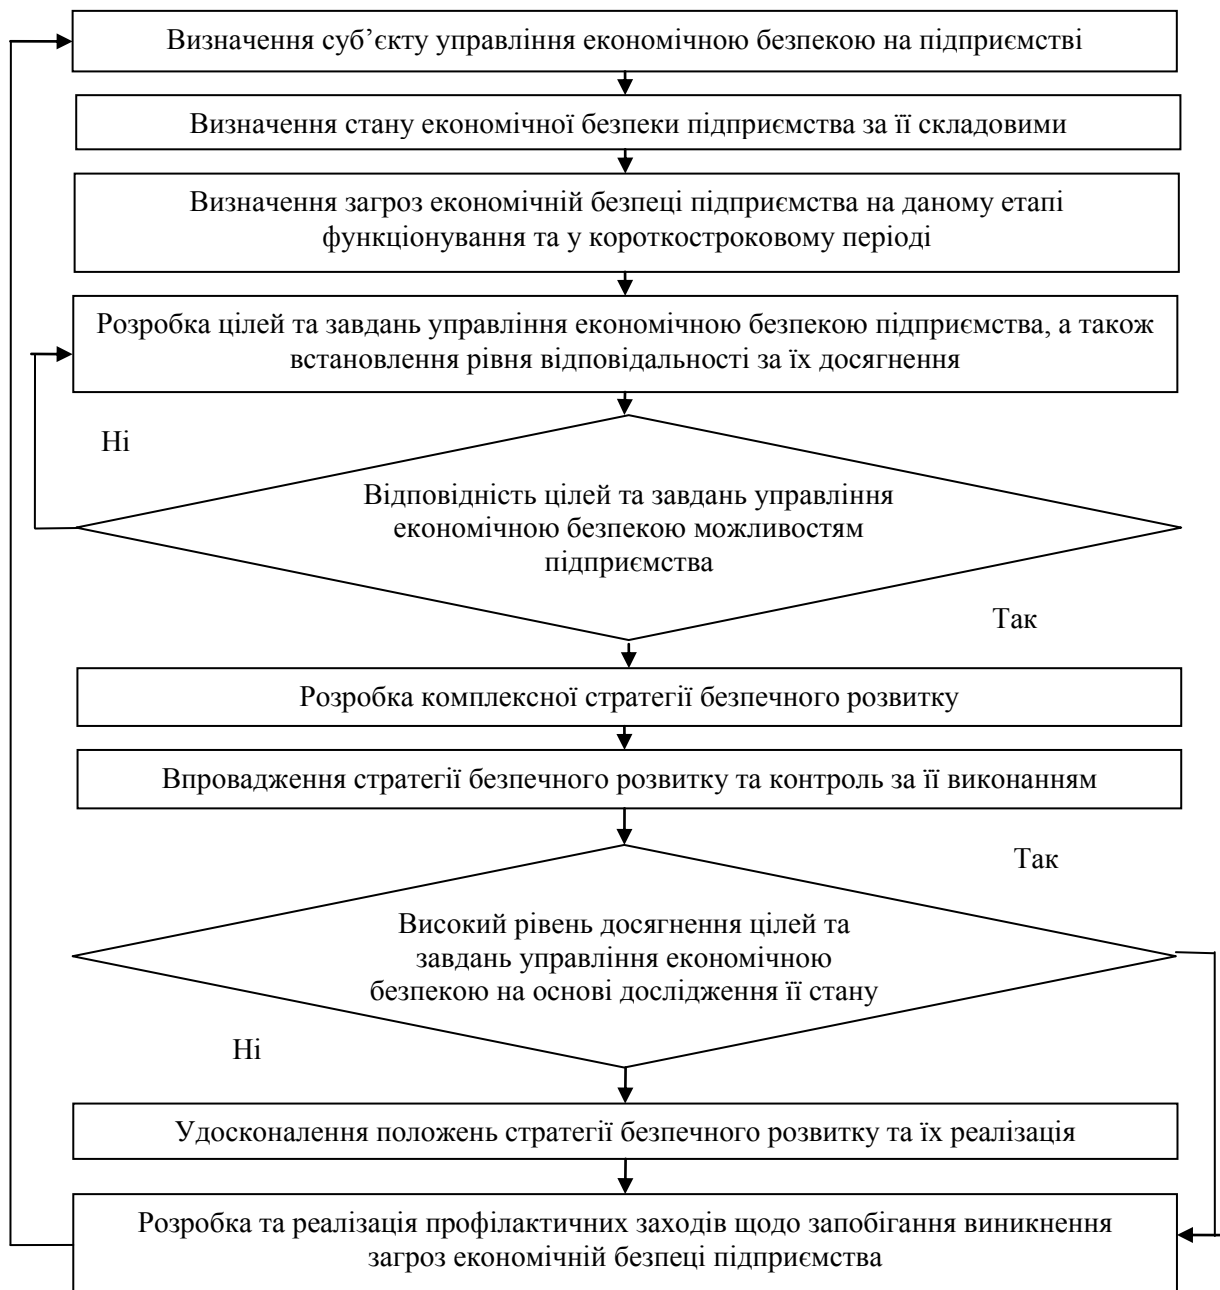 Визначення суб’єкту управління економічною безпекою на підприємстві
Визначення стану економічної безпеки підприємства за її складовими
Визначення загроз економічній безпеці підприємства на даному етапі
функціонування та у короткостроковому періоді
Розробка цілей та завдань управління економічною безпекою підприємства, а також
встановлення рівня відповідальності за їх досягнення
Ні
Відповідність цілей та завдань управління
економічною безпекою можливостям
підприємства
Так
Розробка комплексної стратегії безпечного розвитку
Впровадження стратегії безпечного розвитку та контроль за її виконанням
Так
Високий рівень досягнення цілей та
завдань управління економічною
безпекою на основі дослідження її стану
Ні
Удосконалення положень стратегії безпечного розвитку та їх реалізація
Розробка та реалізація профілактичних заходів щодо запобігання виникнення
загроз економічній безпеці підприємства